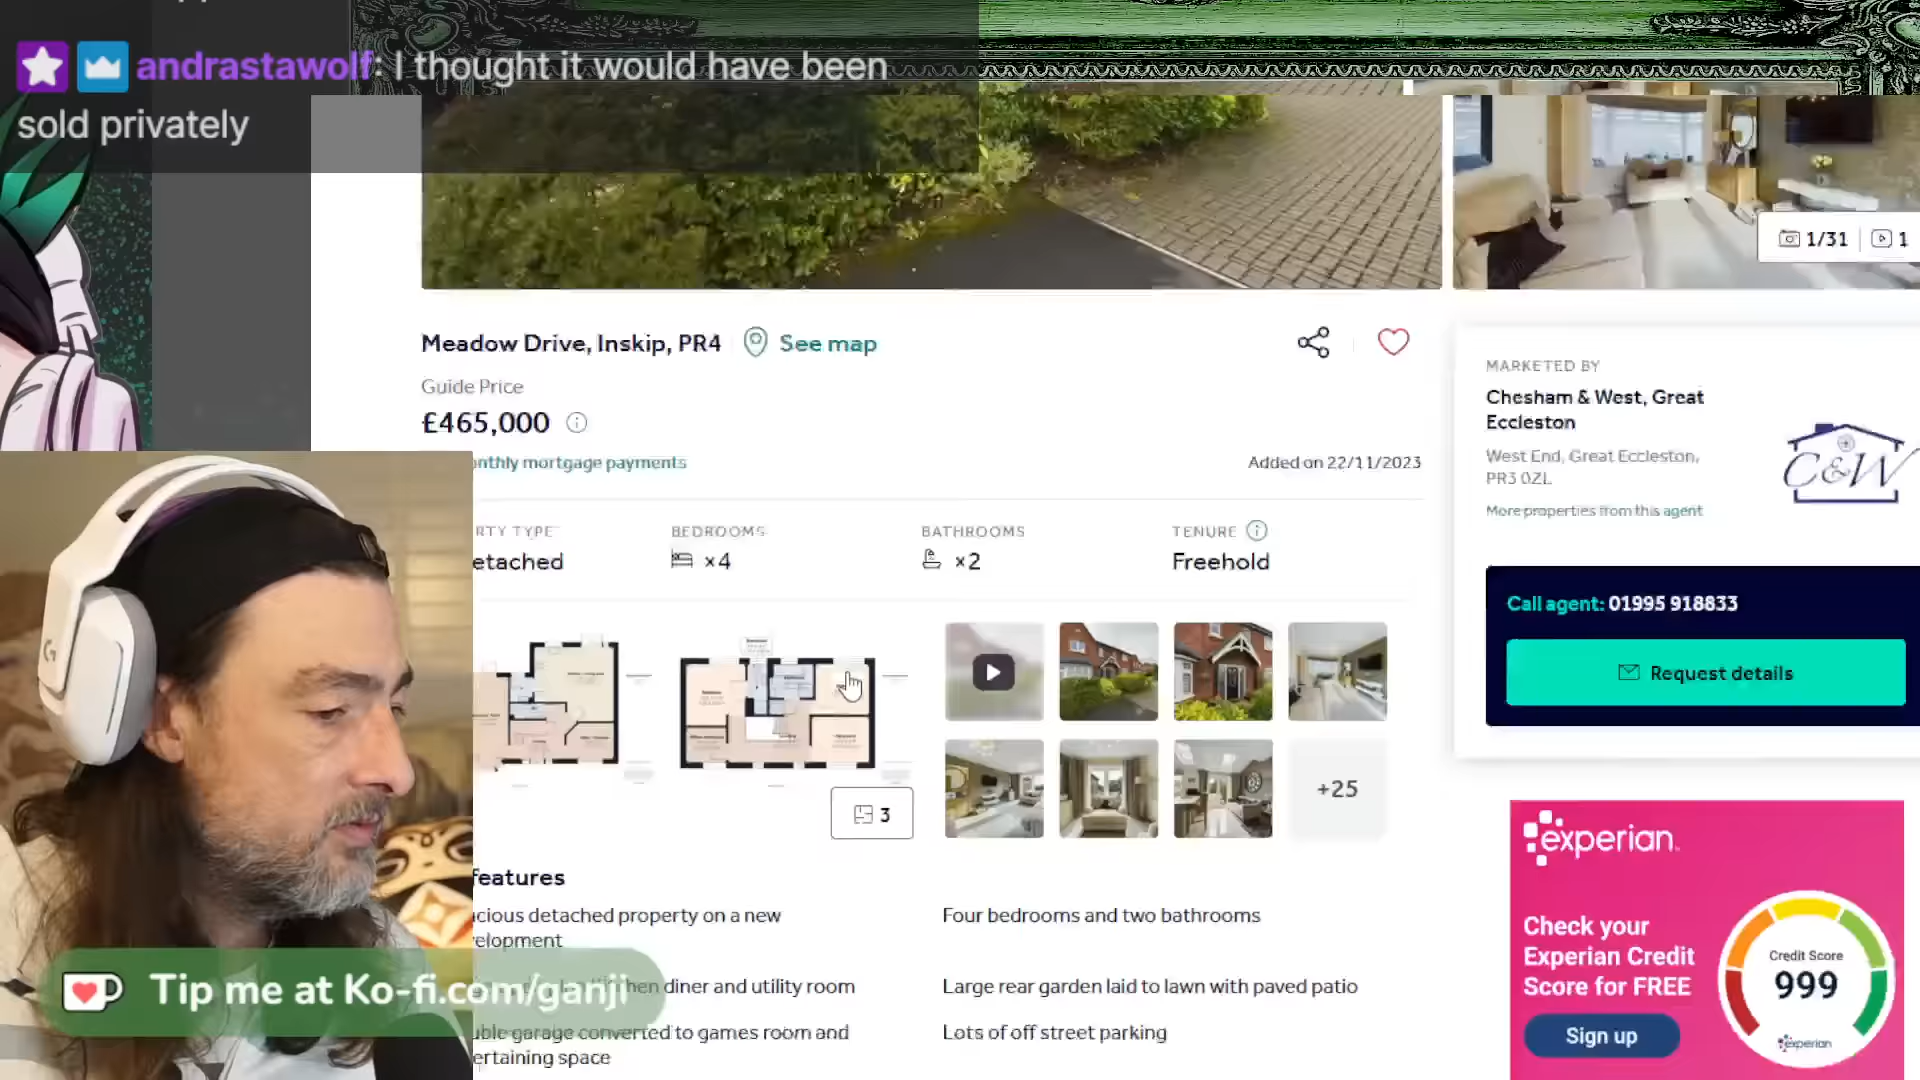 andrastawolf: I thought it would have been
sold privately
1/31
1
Meadow Drive, Inskip, PR4
See map
Guide Price
£465,000
nthly mortgage payments
Added on 22/11/2023
MARKETED BY
Chesham & West, Great
Eccleston
West End, Great Eccleston,
PR3 0ZL
More properties from this agent
C&W
RTY TYPE
BEDROOMS
BATHROOMS
TENURE
etached
×4
×2
Freehold
Call agent: 01995 918833
Request details
3
+25
features
cious detached property on a new
elopment
Four bedrooms and two bathrooms
hen diner and utility room
Large rear garden laid to lawn with paved patio
uble garage converted to games room and
ertaining space
Lots of off street parking
Tip me at Ko-fi.com/ganji
experian.
Check your
Experian Credit
Score for FREE
Sign up
Credit Score
999
experian
G